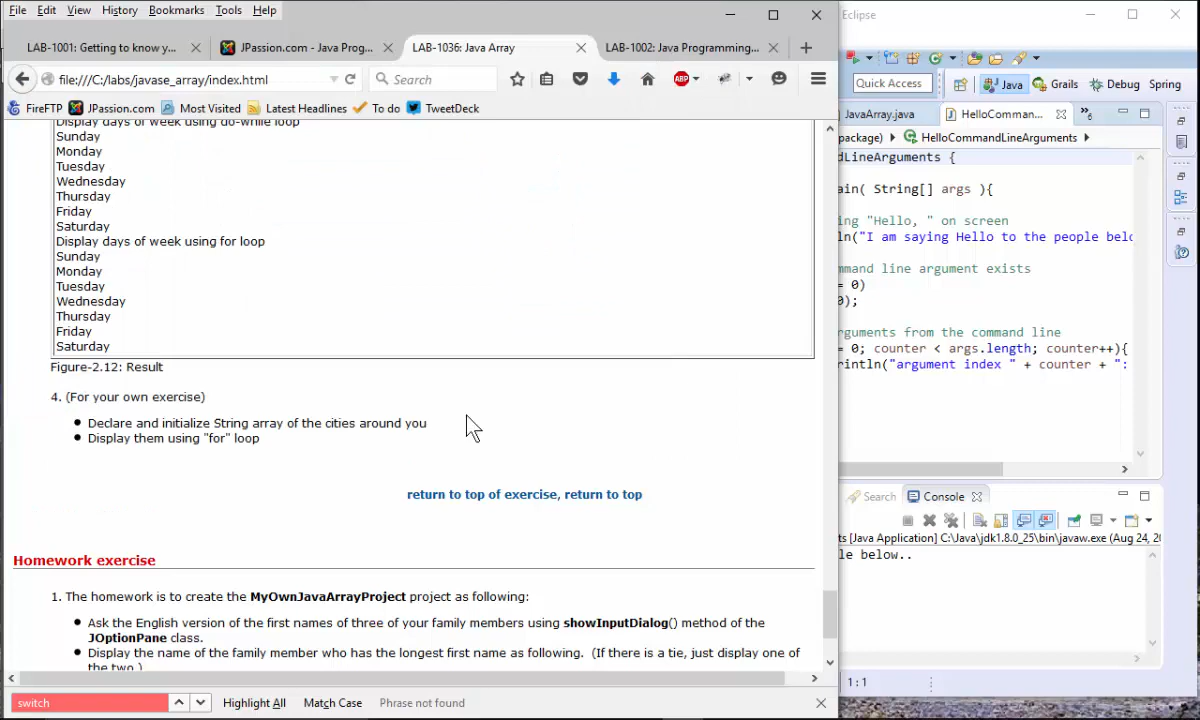 File Edit View History Bookmarks Tools Help
LAB-1001: Getting to know y...
JPassion.com - Java Prog...
LAB-1036: Java Array
LAB-1002: Java Programming...
file:///C:/labs/javase_array/index.html
Search
ABP
FireFTP JPassion.com Most Visited Latest Headlines To do TweetDeck
Display days of week using do-while loop
Sunday
Monday
Tuesday
Wednesday
Thursday
Friday
Saturday
Display days of week using for loop
Sunday
Monday
Tuesday
Wednesday
Thursday
Friday
Saturday
Figure-2.12: Result
4. (For your own exercise)
Declare and initialize String array of the cities around you
Display them using "for" loop
return to top of exercise, return to top
Homework exercise
1. The homework is to create the MyOwnJavaArrayProject project as following:
Ask the English version of the first names of three of your family members using showInputDialog() method of the
JOptionPane class.
Display the name of the family member who has the longest first name as following. (If there is a tie, just display one of
the two.)
switch
Highlight All Match Case Phrase not found
Eclipse
Quick Access
Java Grails Debug Spring
JavaArray.java HelloComman... 6
package) HelloCommandLineArguments
dLineArguments {
ain( String[] args ){
ing "Hello, " on screen
ln("I am saying Hello to the people belo
mmand line argument exists
= 0)
0);
rguments from the command line
= 0; counter < args.length; counter++){
rintln("argument index " + counter + ":
Search Console
ts [Java Application] C:\Java\jdk1.8.0_25\bin\javaw.exe (Aug 24, 20
le below..
1:1